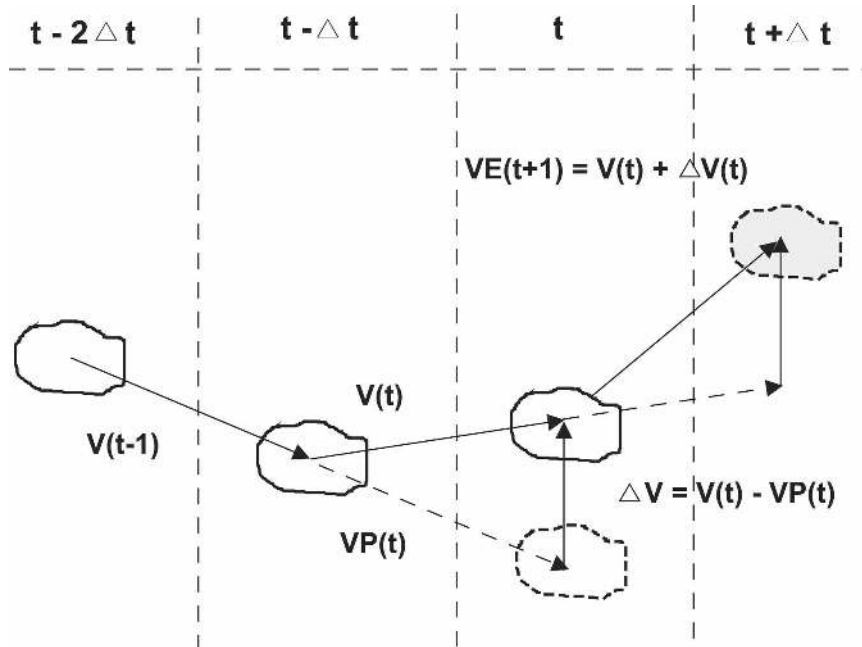 t - 2 △ t
t - △ t
t
t + △ t
VE(t+1) = V(t) + △V(t)
V(t)
V(t-1)
△ V = V(t) - VP(t)
VP(t)